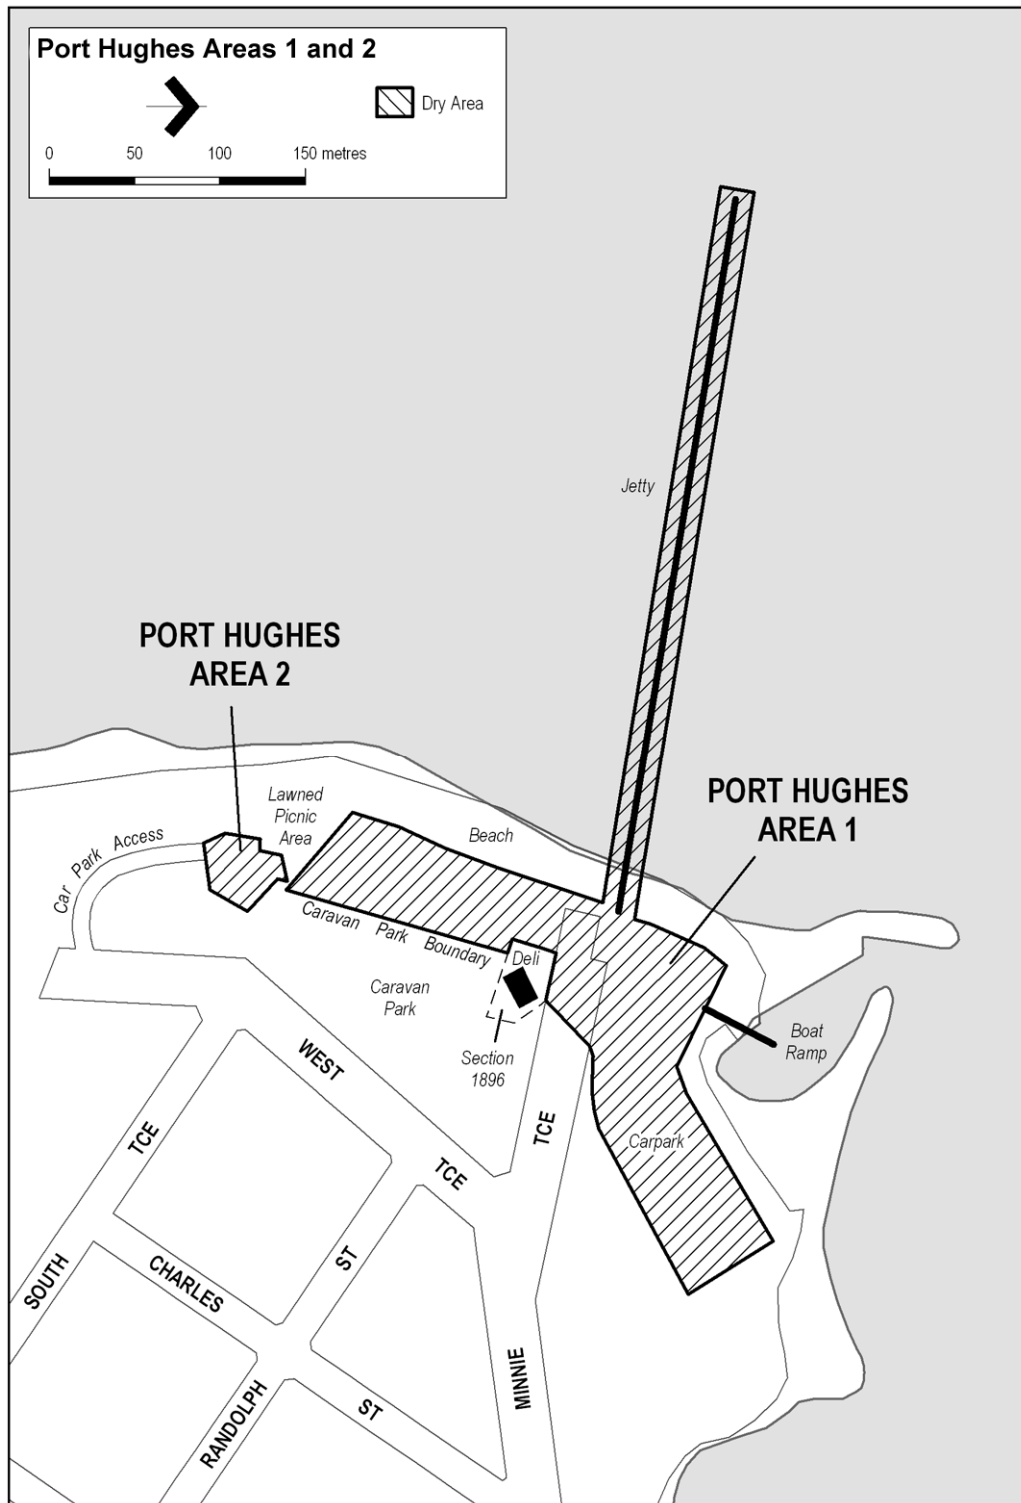 Port Hughes Areas 1 and 2
Dry Area
0 50 100 150 metres
Jetty
PORT HUGHES
AREA 2
PORT HUGHES
AREA 1
Lawned
Picnic
Area
Beach
Car Park Access
Caravan Park Boundary
Deli
Caravan
Park
Section
1896
Boat
Ramp
Carpark
WEST
TCE
TCE
TCE
SOUTH
CHARLES
ST
ST
RANDOLPH
MINNIE